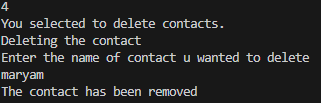 4
You selected to delete contacts.
Deleting the contact
Enter the name of contact u wanted to delete
maryam
The contact has been removed